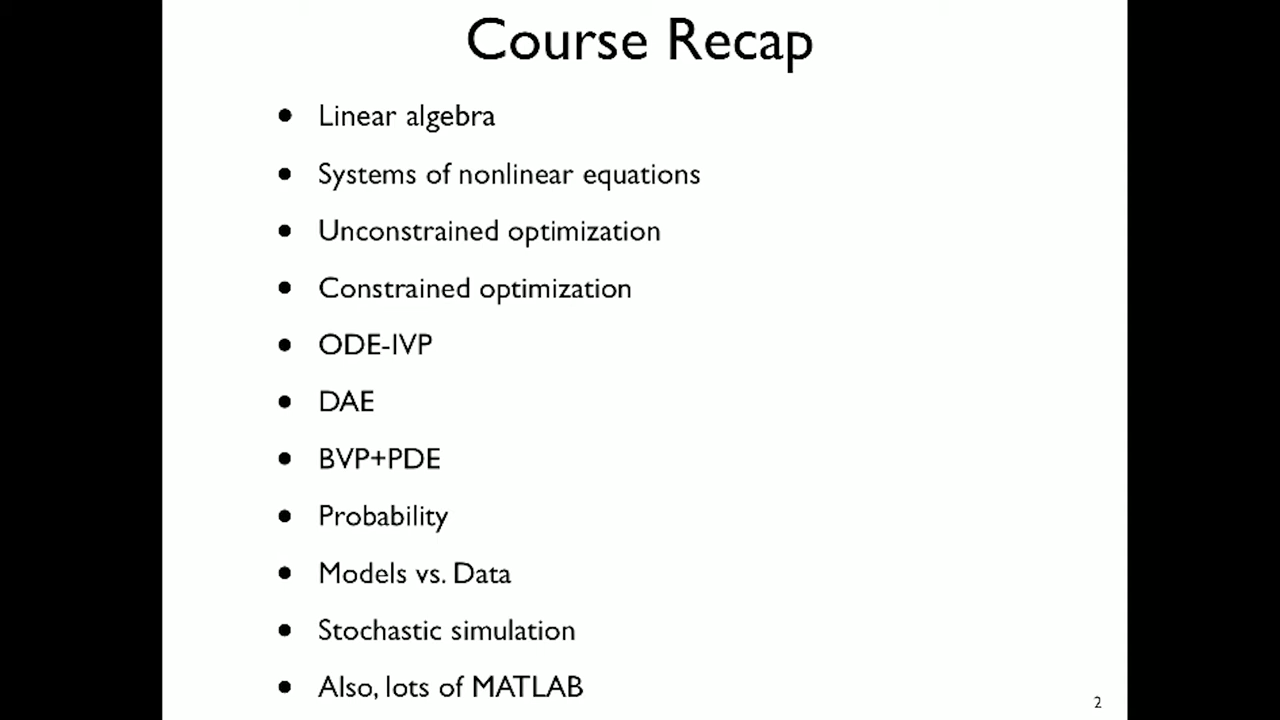 Course Recap
• Linear algebra
• Systems of nonlinear equations
• Unconstrained optimization
• Constrained optimization
• ODE-IVP
• DAE
• BVP+PDE
• Probability
• Models vs. Data
• Stochastic simulation
• Also, lots of MATLAB
2